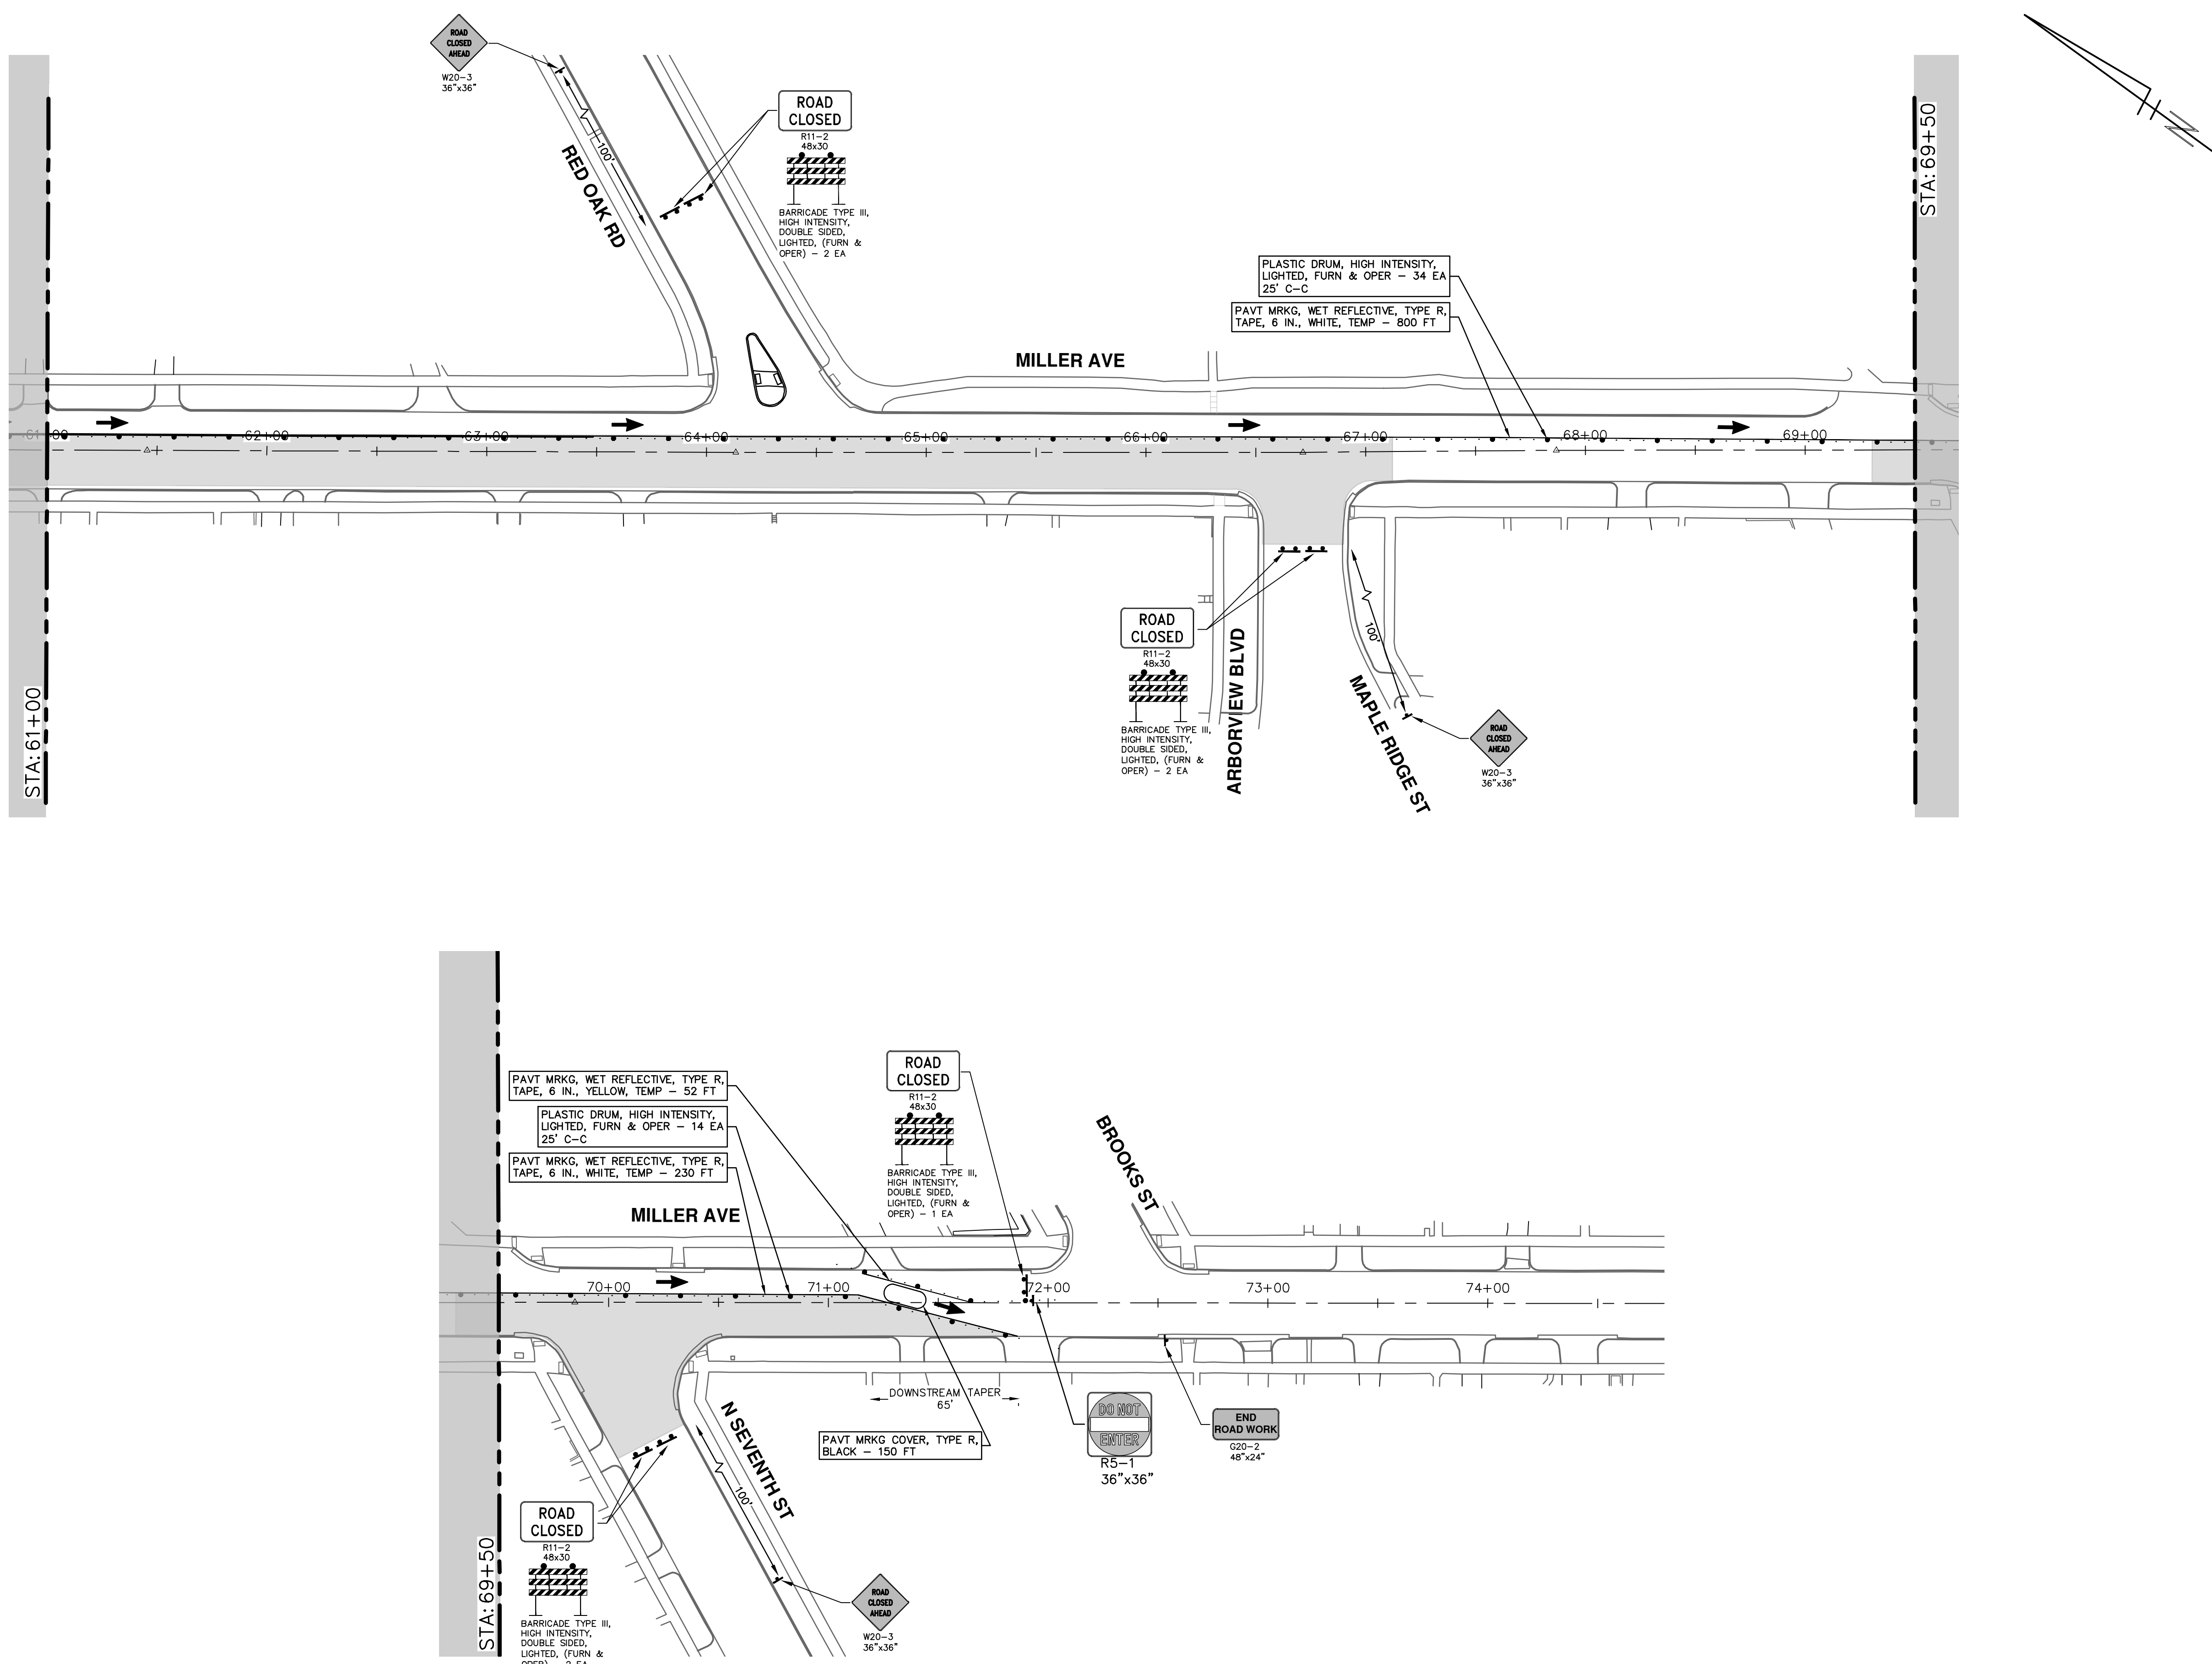 ROAD
CLOSED
AHEAD
W20-3
36"x36"
ROAD
CLOSED
R11-2
48x30
BARRICADE TYPE III,
HIGH INTENSITY,
DOUBLE SIDED,
LIGHTED, (FURN &
OPER) - 2 EA
100'
RED OAK RD
N
STA: 69+50
PLASTIC DRUM, HIGH INTENSITY,
LIGHTED, FURN & OPER - 34 EA
25' C-C
PAVT MRKG, WET REFLECTIVE, TYPE R,
TAPE, 6 IN., WHITE, TEMP - 800 FT
MILLER AVE
61+00
62+00
63+00
64+00
65+00
66+00
67+00
68+00
69+00
STA: 61+00
ROAD
CLOSED
R11-2
48x30
BARRICADE TYPE III,
HIGH INTENSITY,
DOUBLE SIDED,
LIGHTED, (FURN &
OPER) - 2 EA
ARBORVIEW BLVD
100'
MAPLE RIDGE ST
ROAD
CLOSED
AHEAD
W20-3
36"x36"
PAVT MRKG, WET REFLECTIVE, TYPE R,
TAPE, 6 IN., YELLOW, TEMP - 52 FT
PLASTIC DRUM, HIGH INTENSITY,
LIGHTED, FURN & OPER - 14 EA
25' C-C
PAVT MRKG, WET REFLECTIVE, TYPE R,
TAPE, 6 IN., WHITE, TEMP - 230 FT
MILLER AVE
ROAD
CLOSED
R11-2
48x30
BARRICADE TYPE III,
HIGH INTENSITY,
DOUBLE SIDED,
LIGHTED, (FURN &
OPER) - 1 EA
BROOKS ST
70+00
71+00
72+00
73+00
74+00
DOWNSTREAM TAPER
65'
PAVT MRKG COVER, TYPE R,
BLACK - 150 FT
DO NOT
ENTER
R5-1
36"x36"
END
ROAD WORK
G20-2
48"x24"
N SEVENTH ST
100'
STA: 69+50
ROAD
CLOSED
R11-2
48x30
BARRICADE TYPE III,
HIGH INTENSITY,
DOUBLE SIDED,
LIGHTED, (FURN &
OPER) - 2 EA
ROAD
CLOSED
AHEAD
W20-3
36"x36"